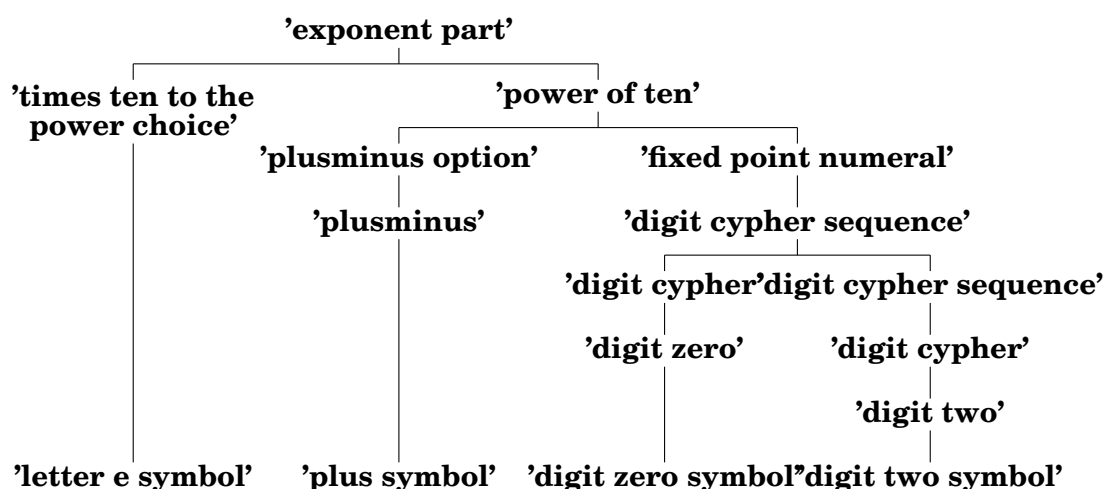 ’exponent part’
’times ten to the
power choice’
’power of ten’
’plusminus option’
’fixed point numeral’
’plusminus’
’digit cypher sequence’
’digit cypher’
’digit cypher sequence’
’digit zero’
’digit cypher’
’digit two’
’letter e symbol’
’plus symbol’
’digit zero symbol’
’digit two symbol’